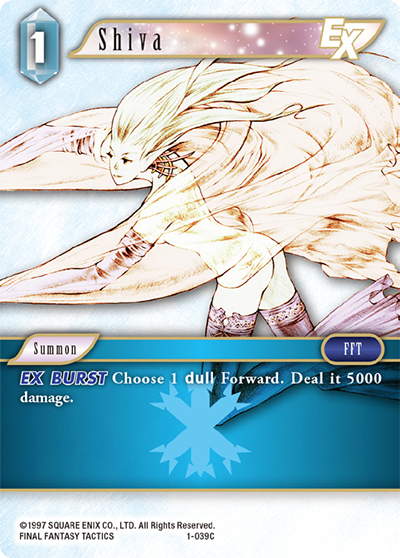 1 Shiva EX
Summon FFT
EX BURST Choose 1 dull Forward. Deal it 5000
damage.
©1997 SQUARE ENIX CO., LTD. All Rights Reserved.
FINAL FANTASY TACTICS 1-039C